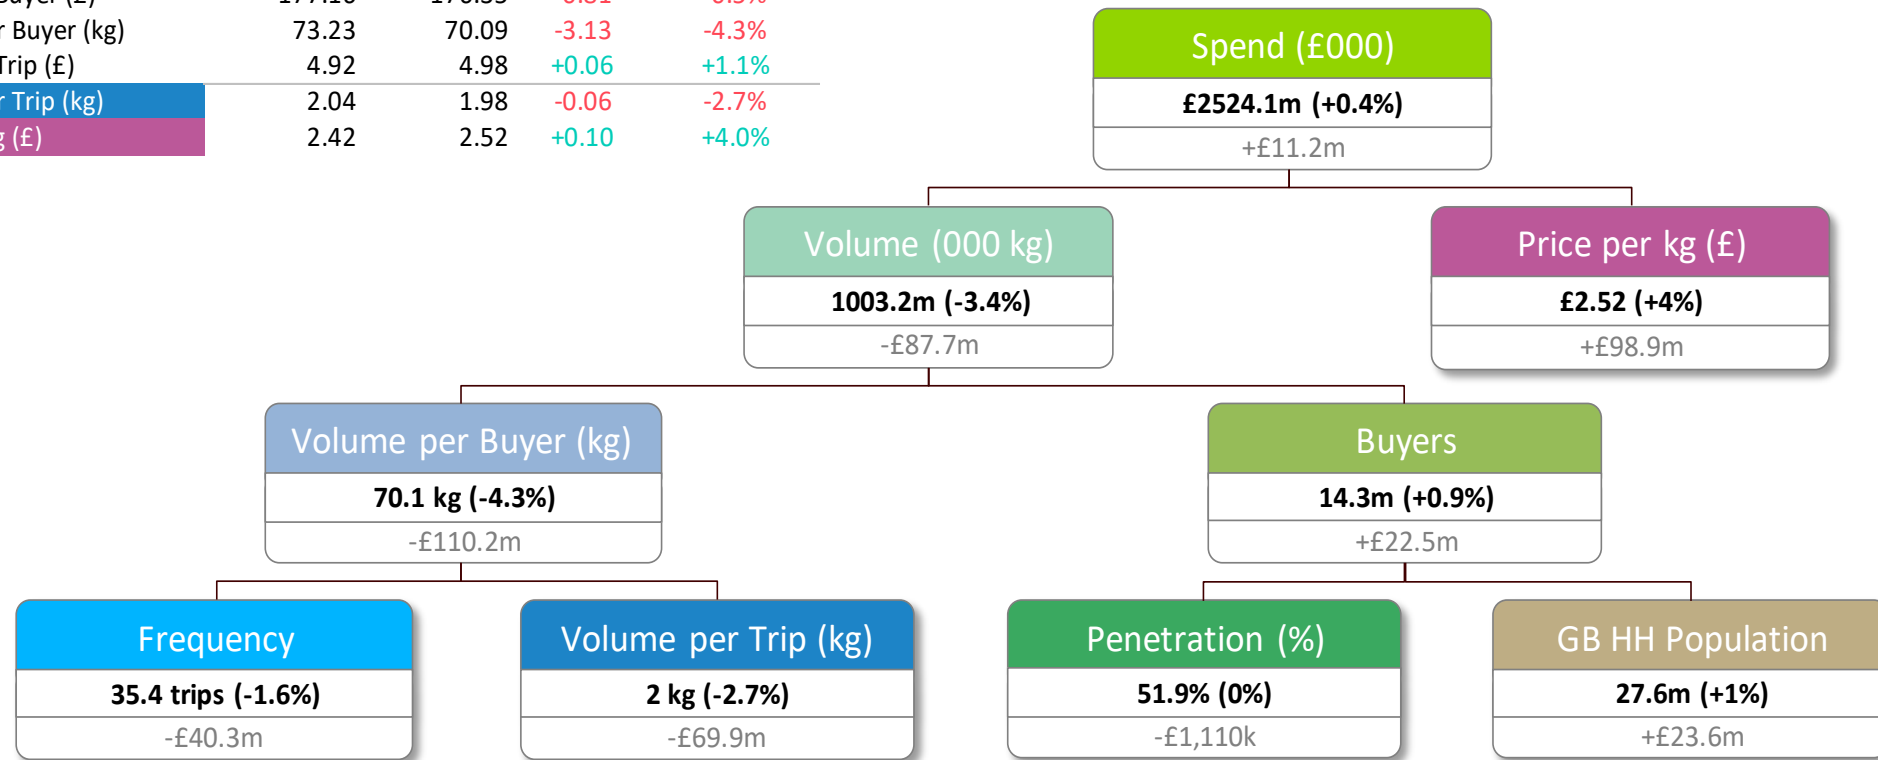 r Buyer (kg) 73.23 70.09 -3.13 -4.3%
Trip (£) 4.92 4.98 +0.06 +1.1%
r Trip (kg) 2.04 1.98 -0.06 -2.7%
g (£) 2.42 2.52 +0.10 +4.0%
Spend (£000)
£2524.1m (+0.4%)
+£11.2m
Volume (000 kg)
1003.2m (-3.4%)
-£87.7m
Price per kg (£)
£2.52 (+4%)
+£98.9m
Volume per Buyer (kg)
70.1 kg (-4.3%)
-£110.2m
Buyers
14.3m (+0.9%)
+£22.5m
Frequency
35.4 trips (-1.6%)
-£40.3m
Volume per Trip (kg)
2 kg (-2.7%)
-£69.9m
Penetration (%)
51.9% (0%)
-£1,110k
GB HH Population
27.6m (+1%)
+£23.6m